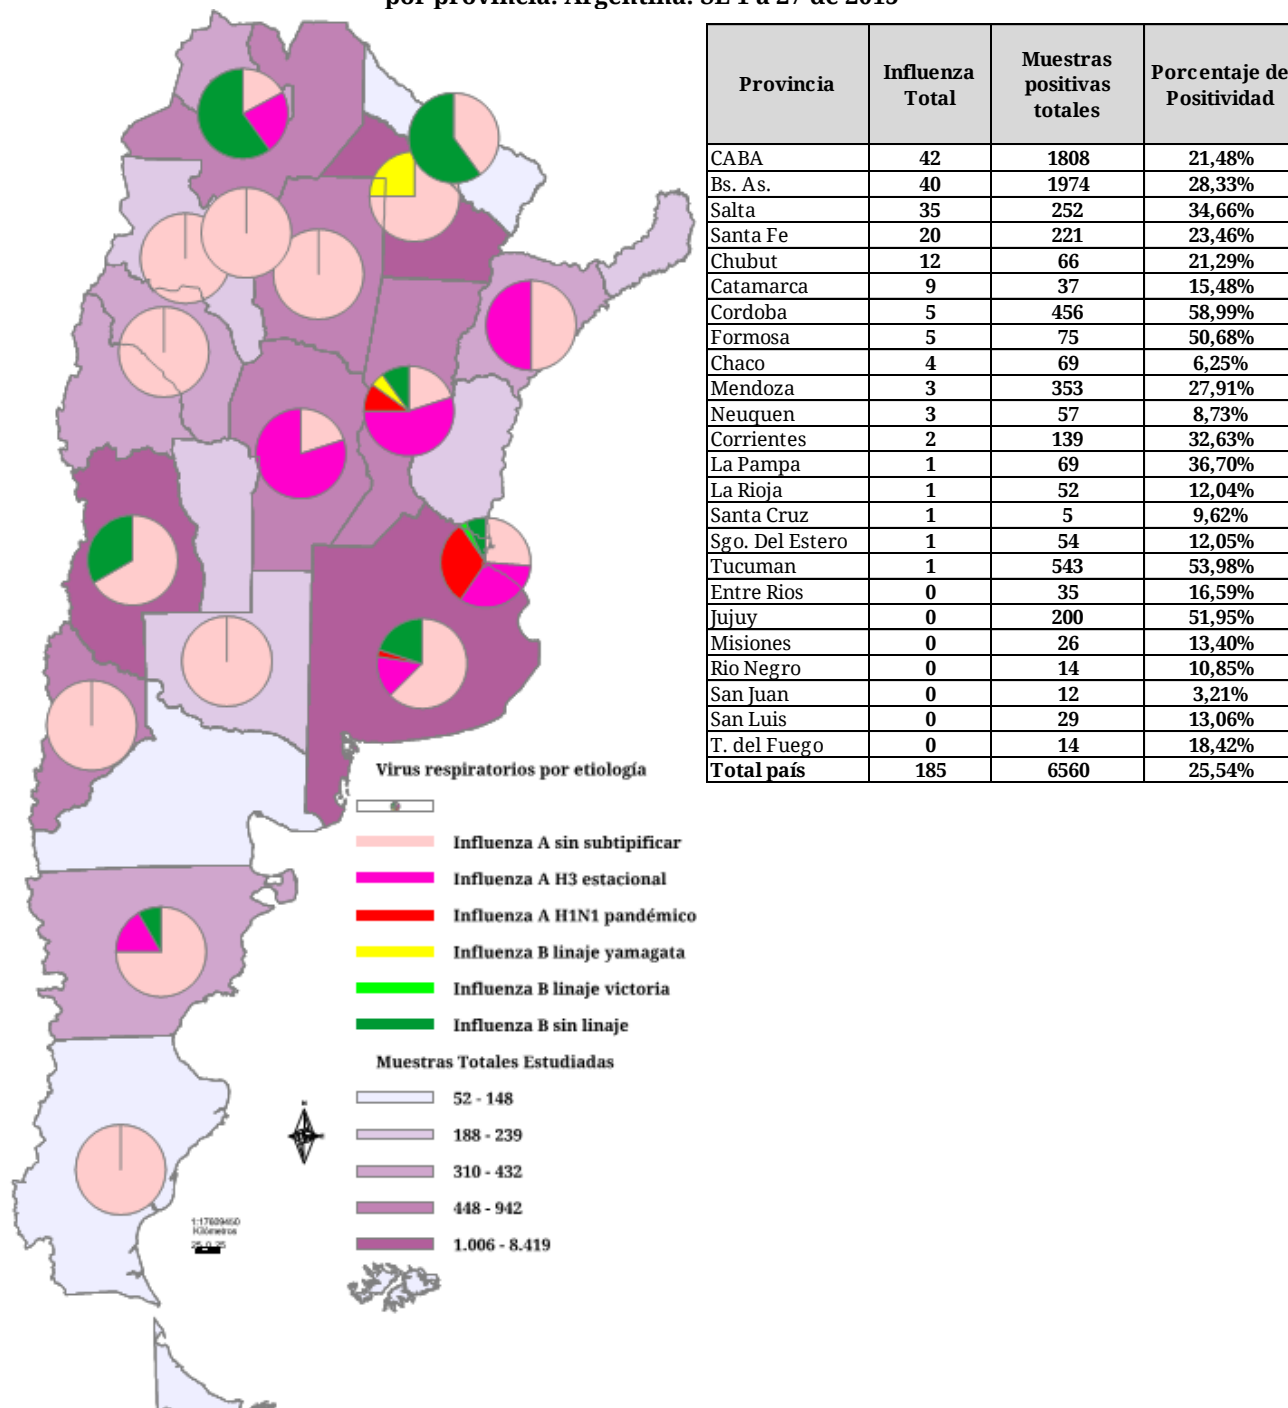 por provincia. Argentina. SE 1 a 27 de 2015
Provincia Influenza Total Muestras positivas totales Porcentaje de Positividad
CABA 42 1808 21,48%
Bs. As. 40 1974 28,33%
Salta 35 252 34,66%
Santa Fe 20 221 23,46%
Chubut 12 66 21,29%
Catamarca 9 37 15,48%
Cordoba 5 456 58,99%
Formosa 5 75 50,68%
Chaco 4 69 6,25%
Mendoza 3 353 27,91%
Neuquen 3 57 8,73%
Corrientes 2 139 32,63%
La Pampa 1 69 36,70%
La Rioja 1 52 12,04%
Santa Cruz 1 5 9,62%
Sgo. Del Estero 1 54 12,05%
Tucuman 1 543 53,98%
Entre Rios 0 35 16,59%
Jujuy 0 200 51,95%
Misiones 0 26 13,40%
Rio Negro 0 14 10,85%
San Juan 0 12 3,21%
San Luis 0 29 13,06%
T. del Fuego 0 14 18,42%
Total país 185 6560 25,54%
Virus respiratorios por etiología
Influenza A sin subtipificar
Influenza A H3 estacional
Influenza A H1N1 pandémico
Influenza B linaje yamagata
Influenza B linaje victoria
Influenza B sin linaje
Muestras Totales Estudiadas
52 - 148
188 - 239
310 - 432
448 - 942
1.006 - 8.419
N
1:17609450
Kilómetros
25 0 25